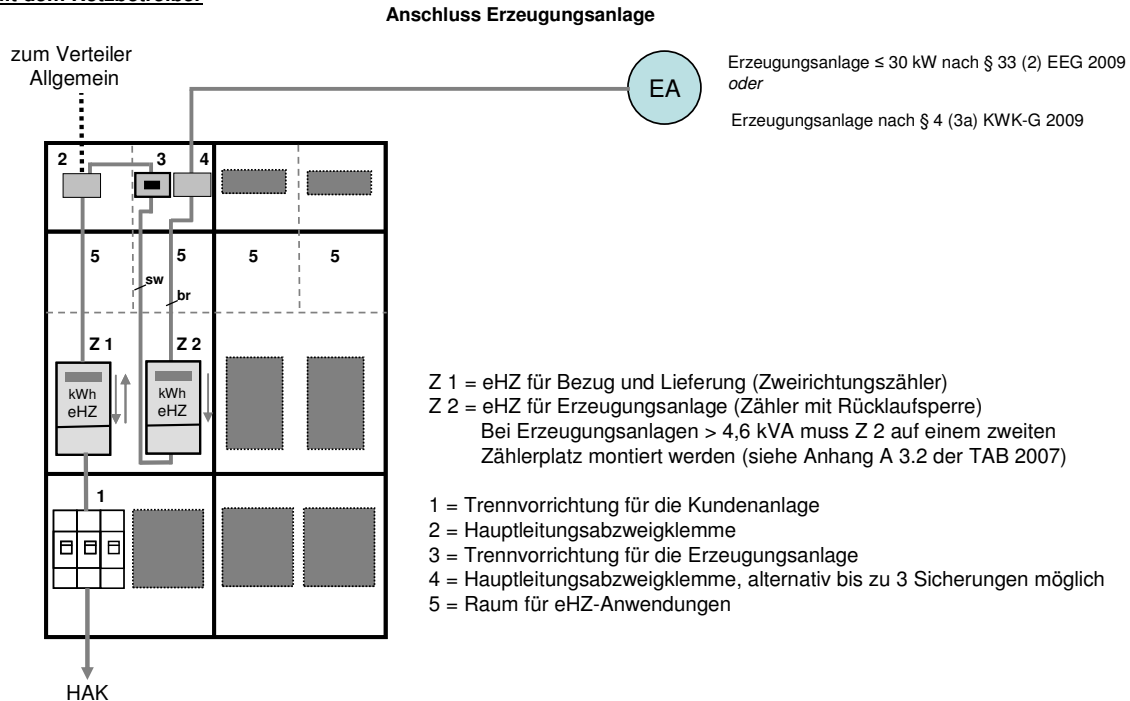 Anschluss Erzeugungsanlage
zum Verteiler
Allgemein
EA
Erzeugungsanlage ≤ 30 kW nach § 33 (2) EEG 2009
oder
Erzeugungsanlage nach § 4 (3a) KWK-G 2009
2
3
4
5
5
5
5
sw
br
Z 1
Z 2
kWh
eHZ
kWh
eHZ
1
HAK
Z 1 = eHZ für Bezug und Lieferung (Zweirichtungszähler)
Z 2 = eHZ für Erzeugungsanlage (Zähler mit Rücklaufsperre)
Bei Erzeugungsanlagen > 4,6 kVA muss Z 2 auf einem zweiten
Zählerplatz montiert werden (siehe Anhang A 3.2 der TAB 2007)
1 = Trennvorrichtung für die Kundenanlage
2 = Hauptleitungsabzweigklemme
3 = Trennvorrichtung für die Erzeugungsanlage
4 = Hauptleitungsabzweigklemme, alternativ bis zu 3 Sicherungen möglich
5 = Raum für eHZ-Anwendungen